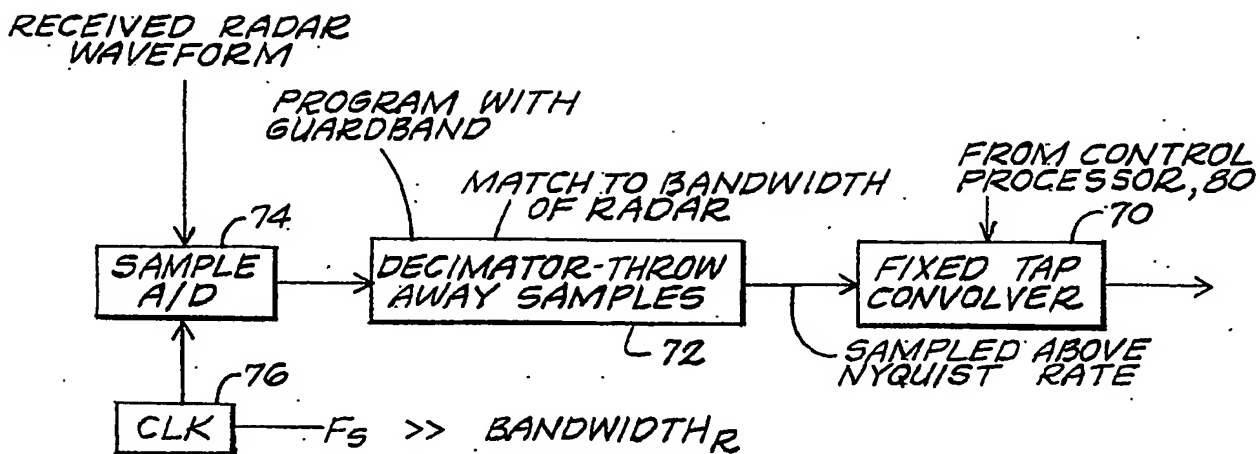 RECEIVED RADAR
WAVEFORM
PROGRAM WITH
GUARDBAND
MATCH TO BANDWIDTH
OF RADAR
FROM CONTROL
PROCESSOR, 80
74
70
SAMPLE
A/D
DECIMATOR-THROW
AWAY SAMPLES
FIXED TAP
CONVOLVER
72
SAMPLED ABOVE
NYQUIST RATE
76
CLK
FS >> BANDWIDTHR